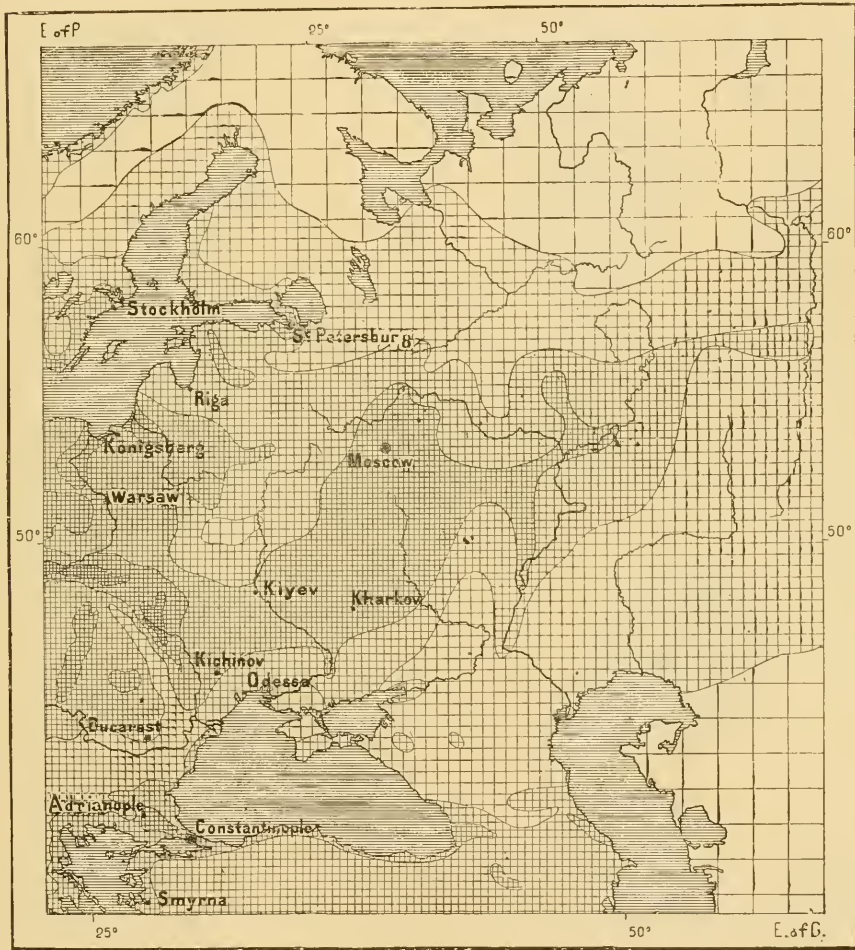 E. of P.
25°
50°
60°
60°
Stockholm
St Petersburg
Riga
Königsberg
Moscow
Warsaw
50°
50°
Kiyev
Kharkov
Kichinov
Odessa
Bucarest
Adrianople
Constantinople
Smyrna
25°
50°
E. of G.